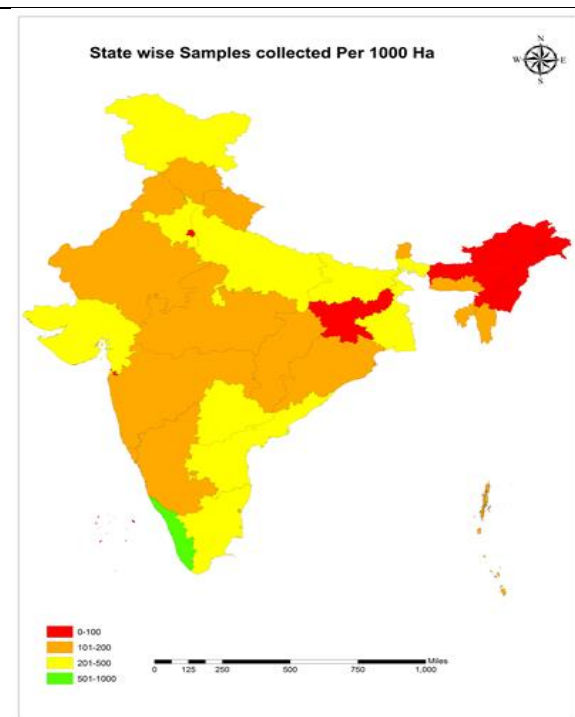 State wise Samples collected Per 1000 Ha
N
W E
S
0-100
101-200
201-500
501-1000
Miles
0 125 250 500 750 1,000